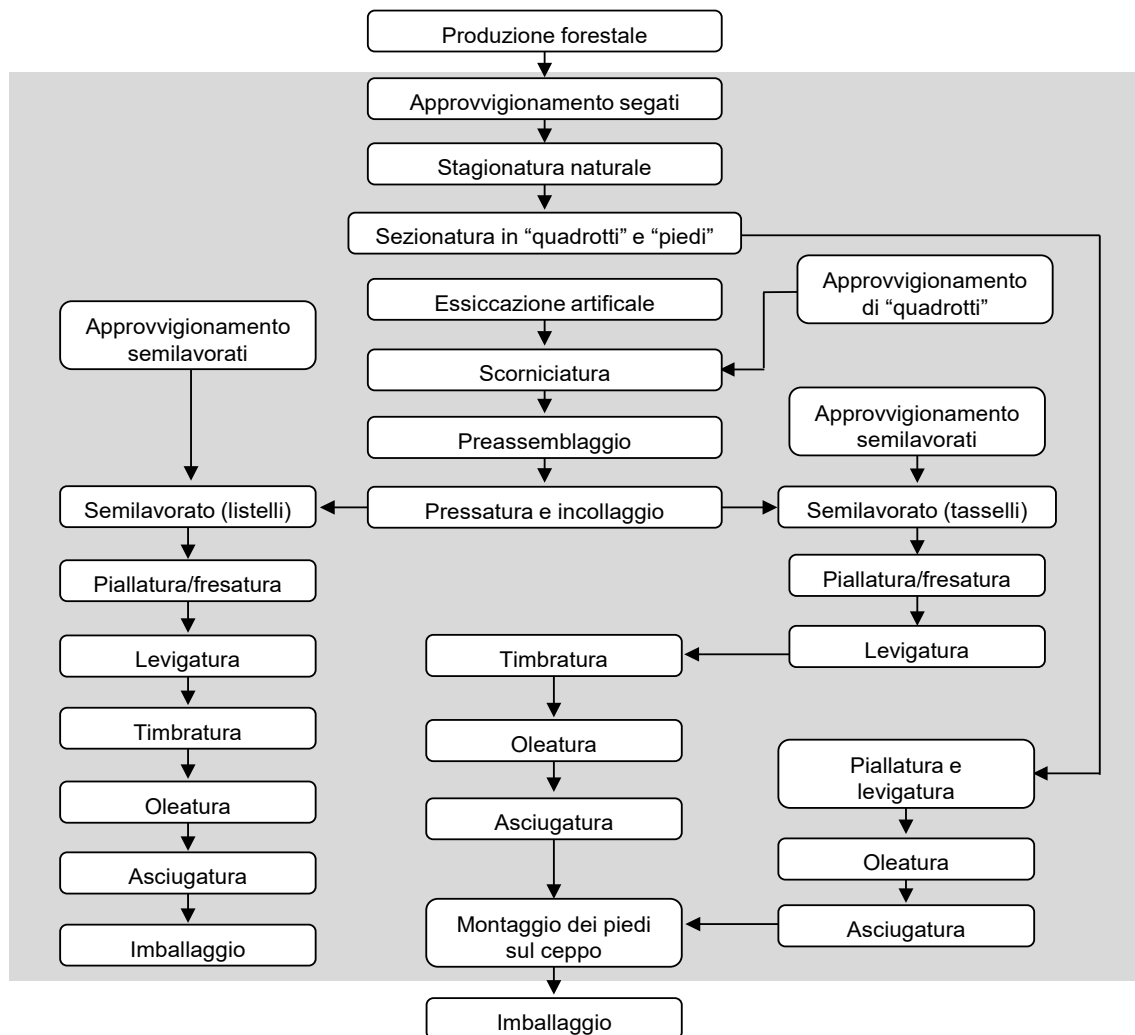 Produzione forestale
Approvvigionamento segati
Stagionatura naturale
Sezionatura in “quadrotti” e “piedi”
Essiccazione artificale
Approvvigionamento
di “quadrotti”
Approvvigionamento
semilavorati
Scorniciatura
Preassemblaggio
Approvvigionamento
semilavorati
Semilavorato (listelli)
Pressatura e incollaggio
Semilavorato (tasselli)
Piallatura/fresatura
Piallatura/fresatura
Levigatura
Timbratura
Levigatura
Timbratura
Oleatura
Piallatura e
levigatura
Oleatura
Asciugatura
Oleatura
Asciugatura
Montaggio dei piedi
sul ceppo
Asciugatura
Imballaggio
Imballaggio